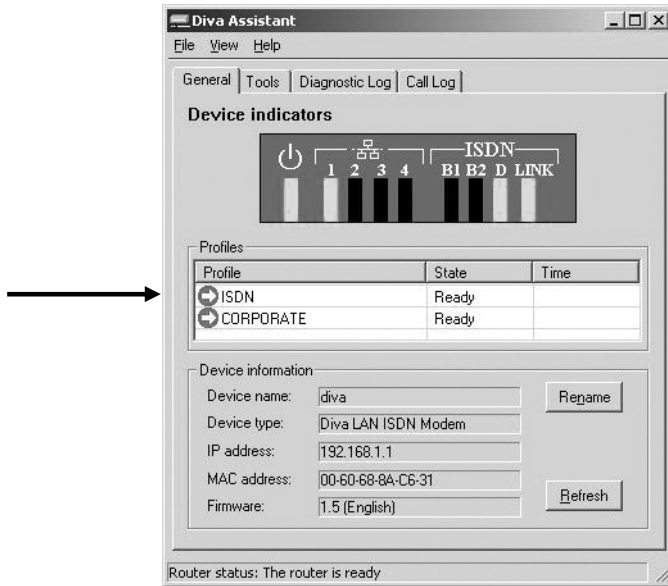 Diva Assistant
File View Help
General Tools Diagnostic Log Call Log
Device indicators
ISDN
1 2 3 4 B1 B2 D LINK
Profiles
Profile State Time
ISDN Ready
CORPORATE Ready
Device information
Device name: diva Rename
Device type: Diva LAN ISDN Modem
IP address: 192.168.1.1
MAC address: 00-60-68-8A-C6-31
Refresh
Firmware: 1.5 (English)
Router status: The router is ready